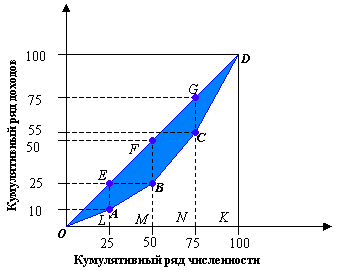 Кумулятивный ряд доходов
100
75
55
50
25
10
D
G
F
C
E
B
A
L
M
N
K
O
25
50
75
100
Кумулятивный ряд численности